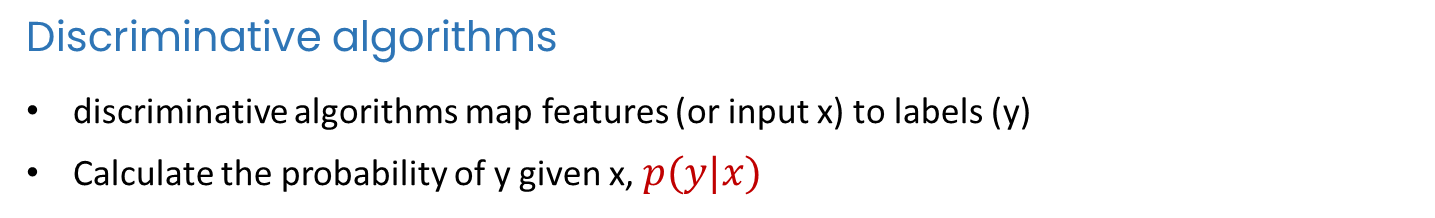 Discriminative algorithms
• discriminative algorithms map features (or input x) to labels (y)
• Calculate the probability of y given x, p(y|x)